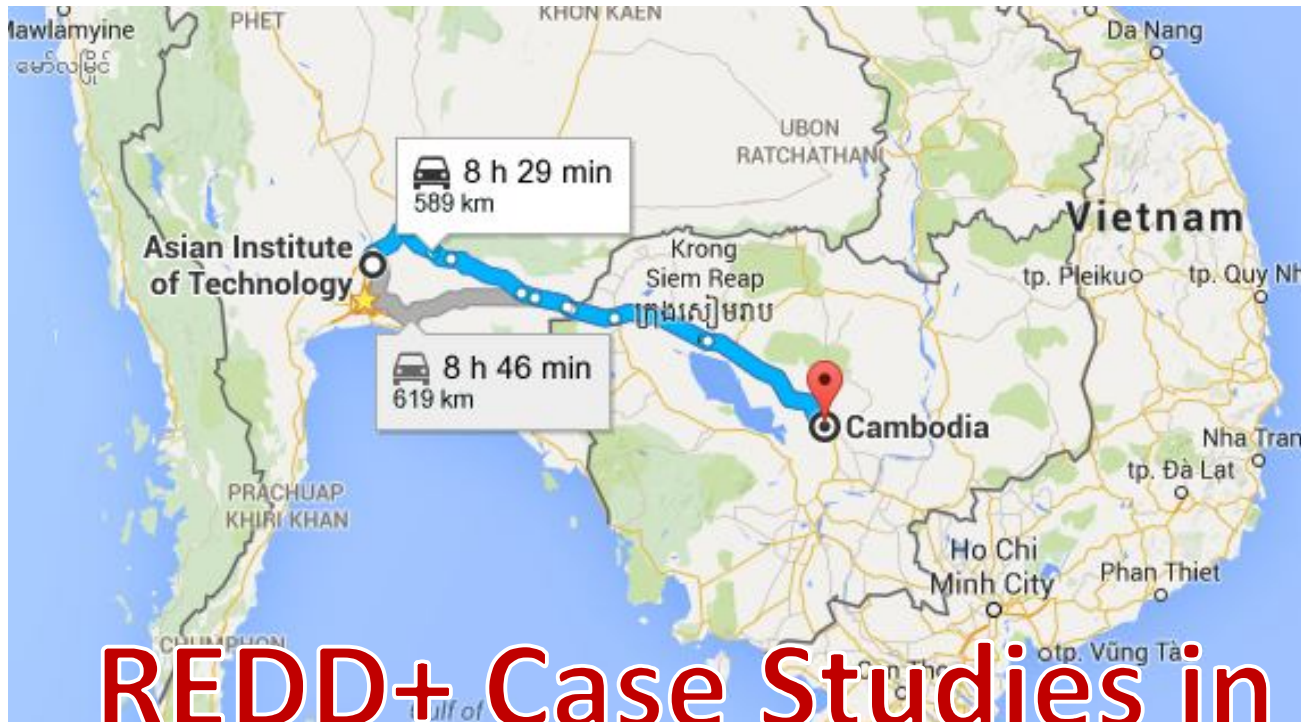 Mawlamyine
မော်လမြိုင်
PHET
KHON KAEN
Da Nang
UBON
RATCHATHANI
8 h 29 min
589 km
Vietnam
Asian Institute
of Technology
Krong
Siem Reap
ក្រុងសៀមរាប
tp. Pleiku
tp. Quy Nh
8 h 46 min
619 km
Cambodia
Nha Tran
tp. Đà Lạt
PRACHUAP
KHIRI KHAN
Ho Chi
Minh City
Phan Thiet
CHUMPHON
tp. Vũng Tà
REDD+ Case Studies in
Gulf of